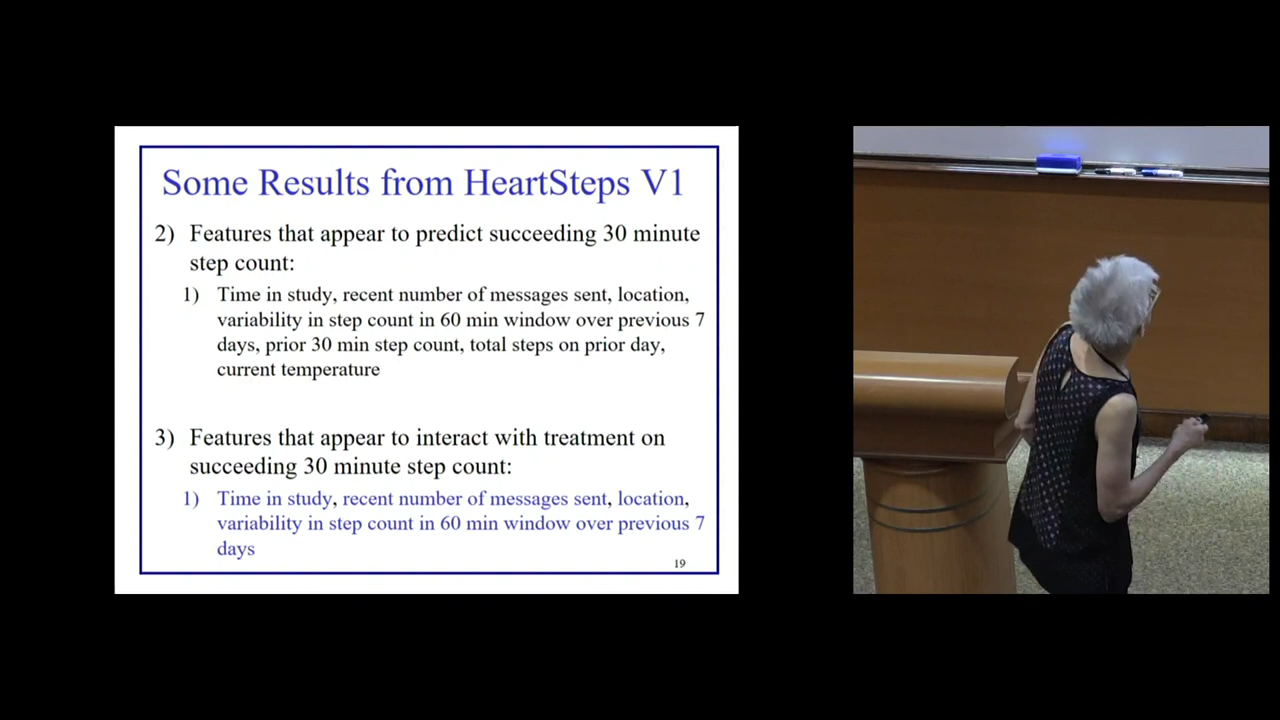 Some Results from HeartSteps V1
2) Features that appear to predict succeeding 30 minute
step count:
1) Time in study, recent number of messages sent, location,
variability in step count in 60 min window over previous 7
days, prior 30 min step count, total steps on prior day,
current temperature
3) Features that appear to interact with treatment on
succeeding 30 minute step count:
1) Time in study, recent number of messages sent, location,
variability in step count in 60 min window over previous 7
days
19